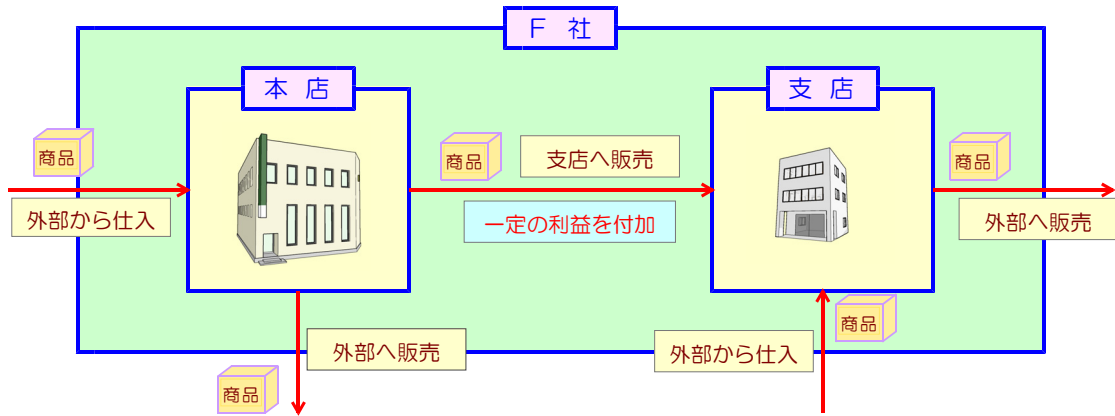 F 社
本 店
支 店
商品
外部から仕入
商品
支店へ販売
一定の利益を付加
商品
外部へ販売
商品
外部から仕入
外部へ販売
商品